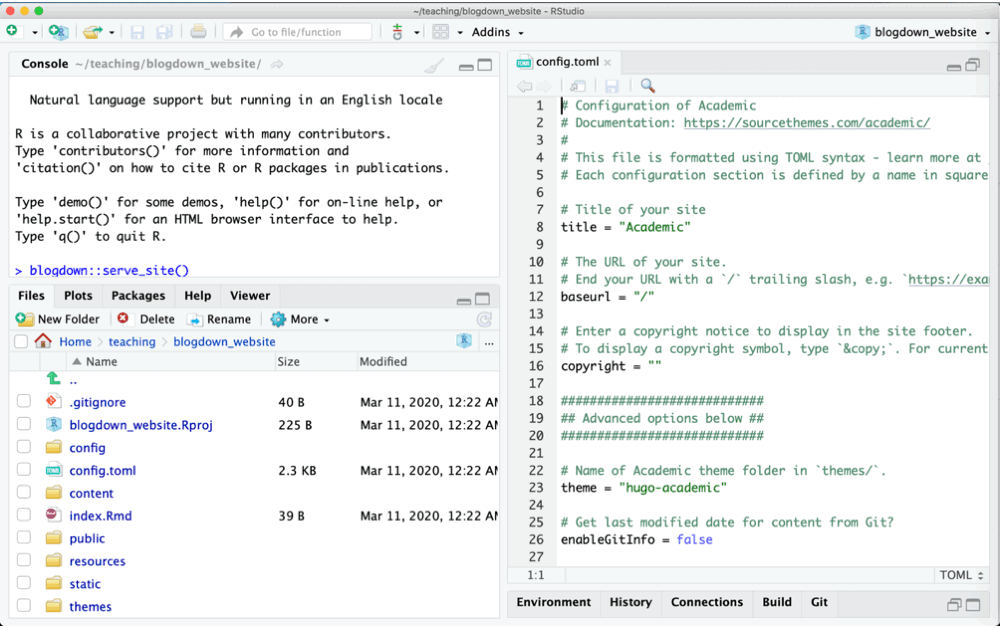 ~/teaching/blogdown_website - RStudio
Go to file/function
Addins
blogdown_website
Console ~/teaching/blogdown_website/
Natural language support but running in an English locale
R is a collaborative project with many contributors.
Type 'contributors()' for more information and
'citation()' on how to cite R or R packages in publications.
Type 'demo()' for some demos, 'help()' for on-line help, or
'help.start()' for an HTML browser interface to help.
Type 'q()' to quit R.
> blogdown::serve_site()
Files Plots Packages Help Viewer
New Folder Delete Rename More
Home teaching blogdown_website ...
Name Size Modified
..
.gitignore 40 B Mar 11, 2020, 12:22 AM
blogdown_website.Rproj 225 B Mar 11, 2020, 12:22 AM
config
config.toml 2.3 KB Mar 11, 2020, 12:22 AM
content
index.Rmd 39 B Mar 11, 2020, 12:22 AM
public
resources
static
themes
config.toml
1 # Configuration of Academic
2 # Documentation: https://sourcethemes.com/academic/
3 #
4 # This file is formatted using TOML syntax - learn more at
5 # Each configuration section is defined by a name in square
6
7 # Title of your site
8 title = "Academic"
9
10 # The URL of your site.
11 # End your URL with a `/` trailing slash, e.g. `https://exa
12 baseurl = "/"
13
14 # Enter a copyright notice to display in the site footer.
15 # To display a copyright symbol, type `&copy;`. For current
16 copyright = ""
17
18 ############################
19 ## Advanced options below ##
20 ############################
21
22 # Name of Academic theme folder in `themes/`.
23 theme = "hugo-academic"
24
25 # Get last modified date for content from Git?
26 enableGitInfo = false
27
1:1 TOML
Environment History Connections Build Git